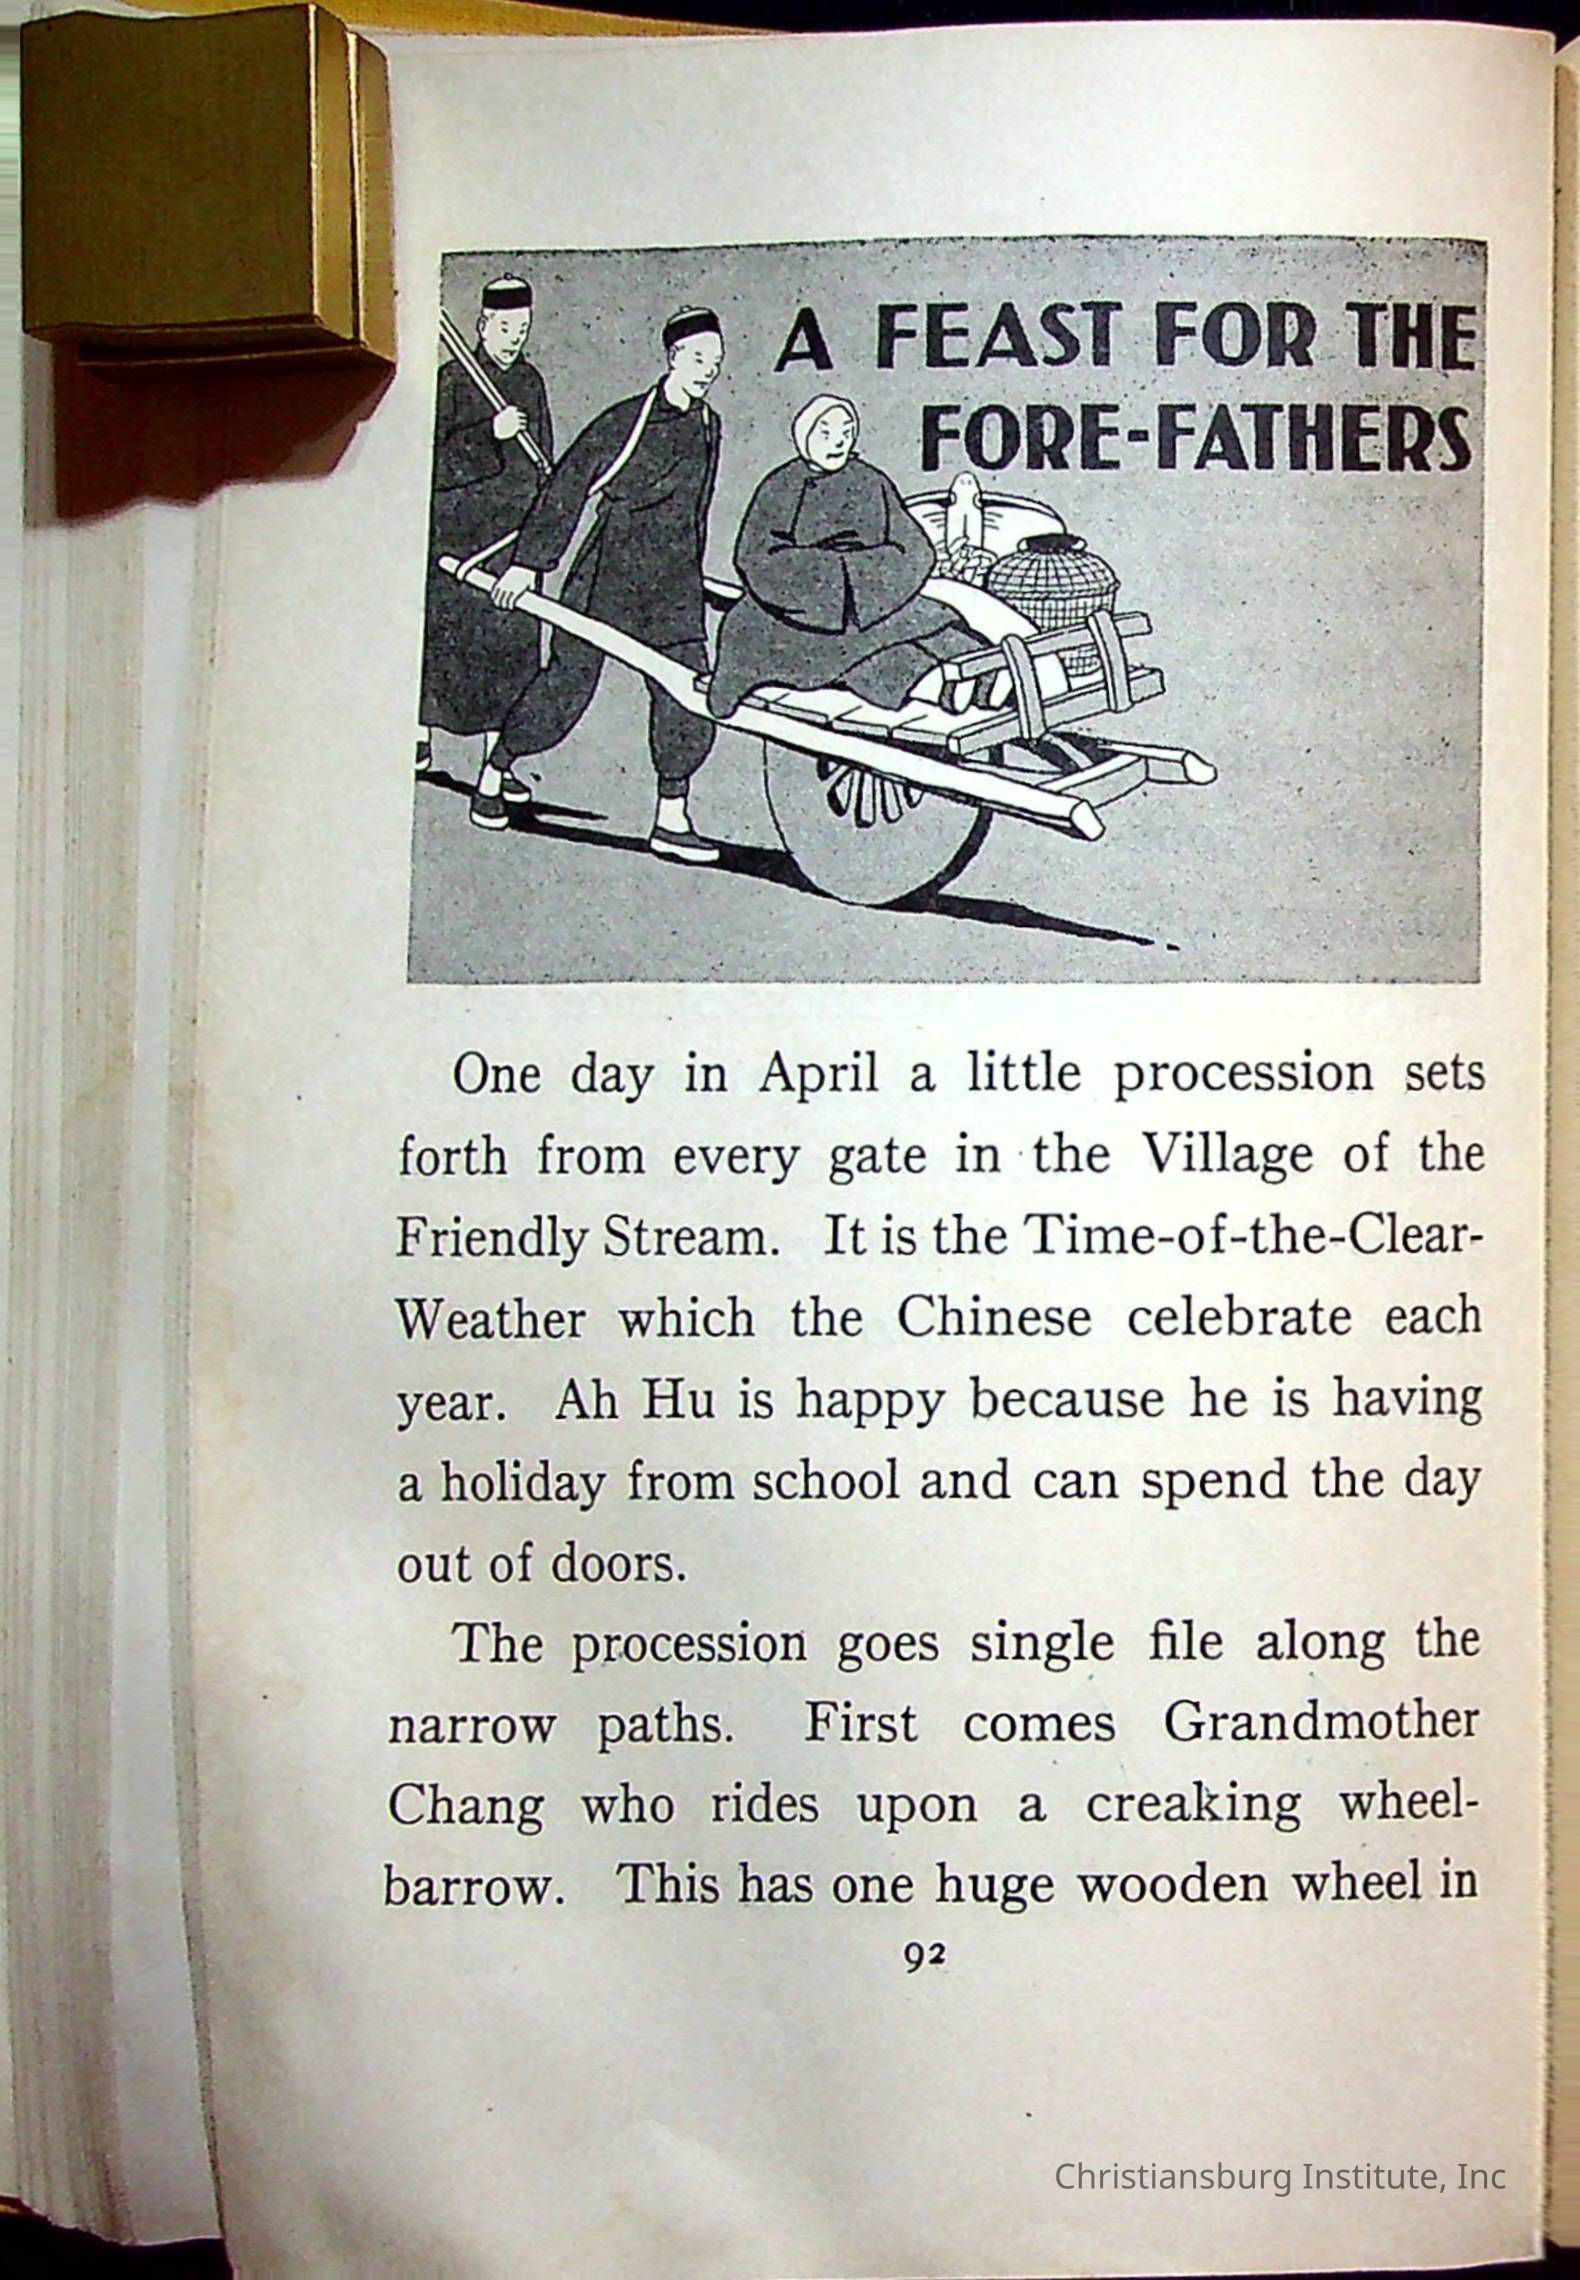 A FEAST FOR THE
FORE-FATHERS
One day in April a little procession sets
forth from every gate in the Village of the
Friendly Stream. It is the Time-of-the-Clear-
Weather which the Chinese celebrate each
year. Ah Hu is happy because he is having
a holiday from school and can spend the day
out of doors.
The procession goes single file along the
narrow paths. First comes Grandmother
Chang who rides upon a creaking wheel-
barrow. This has one huge wooden wheel in
92
Christiansburg Institute, Inc